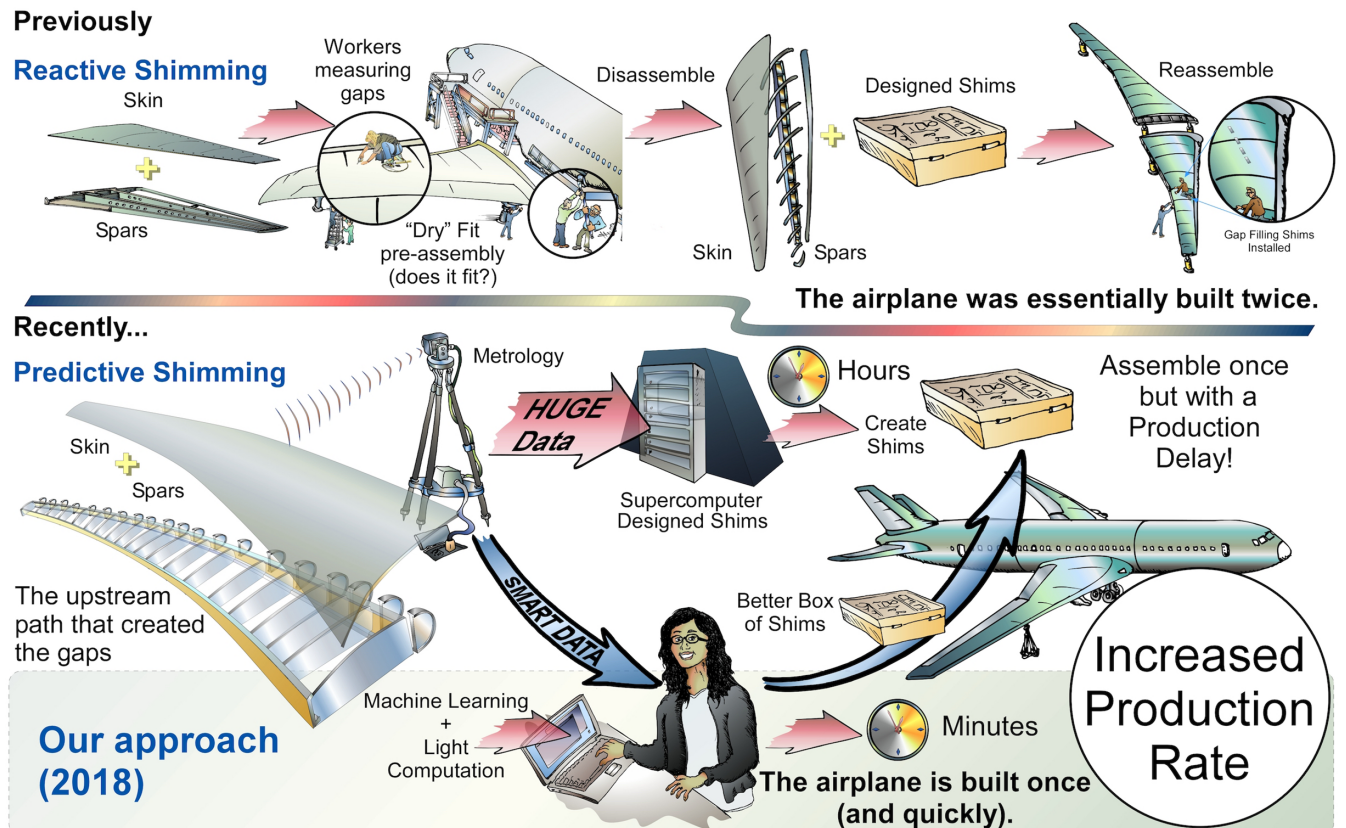 Previously
Reactive Shimming
Skin
Spars
Workers
measuring
gaps
“Dry” Fit
pre-assembly
(does it fit?)
Disassemble
Skin
Spars
Designed Shims
Reassemble
Gap Filling Shims
Installed
The airplane was essentially built twice.
Recently...
Predictive Shimming
Skin
Spars
Metrology
HUGE
Data
Supercomputer
Designed Shims
Hours
Create
Shims
Assemble once
but with a
Production
Delay!
The upstream
path that created
the gaps
SMART DATA
Better Box
of Shims
Our approach
(2018)
Machine Learning
+
Light
Computation
Minutes
The airplane is built once
(and quickly).
Increased
Production
Rate